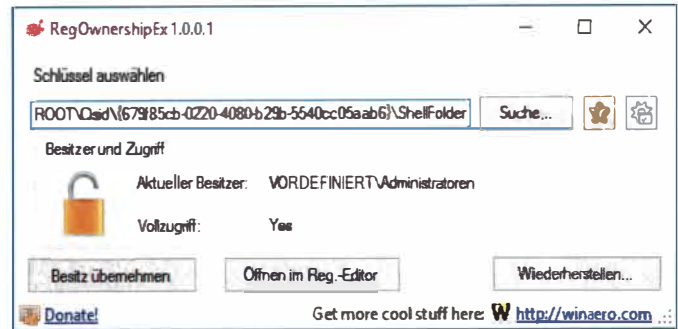 RegOwnershipEx 1.0.0.1
Schlüssel auswählen
ROOT\Clsid\{679f85cb-0220-4080-b29b-5540cc05aab6}\ShellFolder Suche...
Besitzer und Zugriff
Aktueller Besitzer: VORDEFINIERT\Administratoren
Vollzugriff: Yes
Besitz übernehmen Öffnen im Reg.-Editor Wiederherstellen...
Donate! Get more cool stuff here: W http://winaero.com